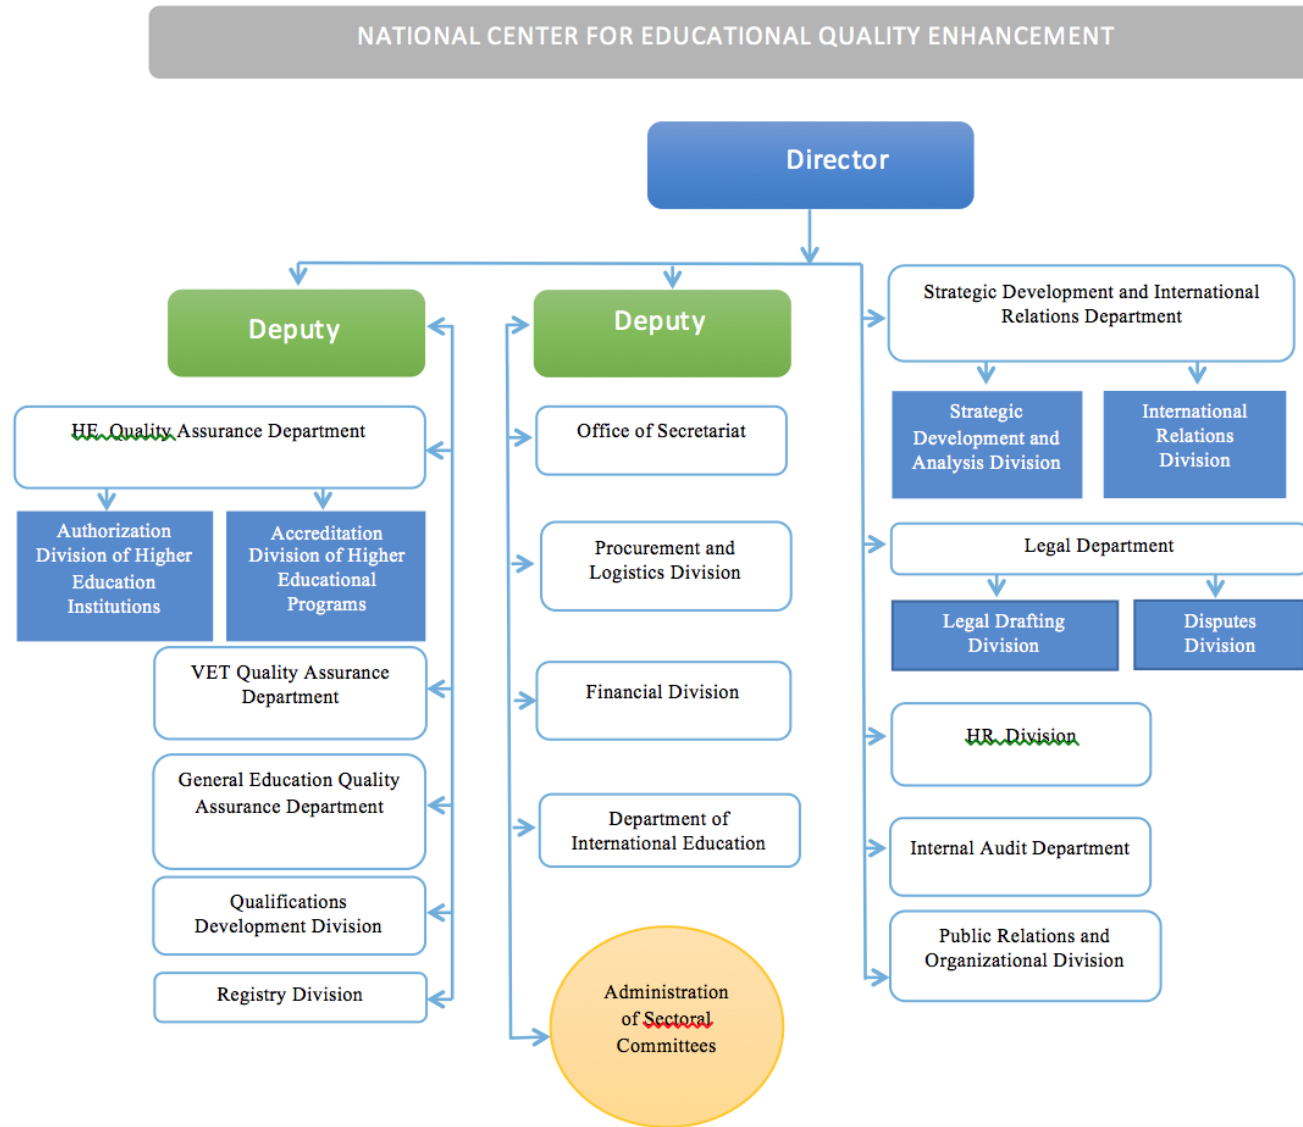 NATIONAL CENTER FOR EDUCATIONAL QUALITY ENHANCEMENT
Director
Deputy
HE Quality Assurance Department
Authorization
Division of Higher
Education
Institutions
Accreditation
Division of Higher
Educational
Programs
VET Quality Assurance
Department
General Education Quality
Assurance Department
Qualifications
Development Division
Registry Division
Deputy
Office of Secretariat
Procurement and
Logistics Division
Financial Division
Department of
International Education
Administration
of Sectoral
Committees
Strategic Development and International
Relations Department
Strategic
Development and
Analysis Division
International
Relations
Division
Legal Department
Legal Drafting
Division
Disputes
Division
HR Division
Internal Audit Department
Public Relations and
Organizational Division